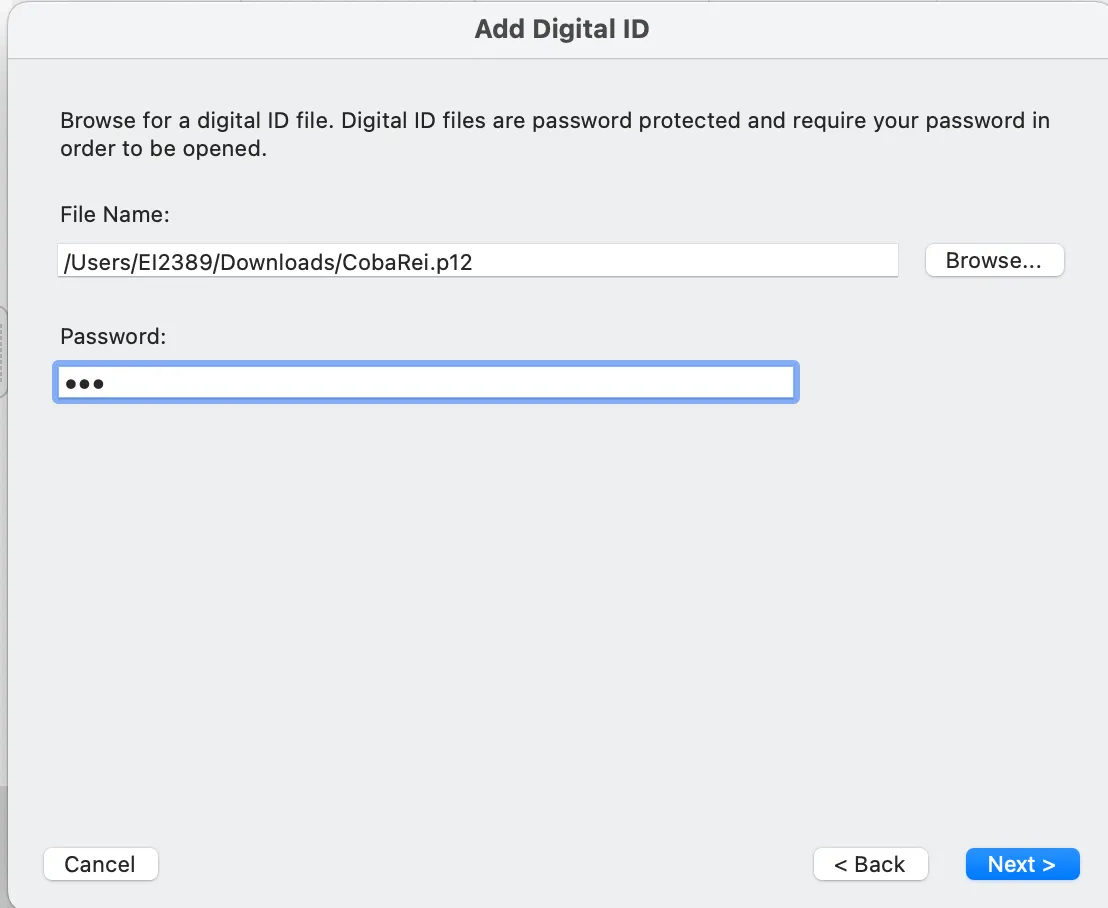 Add Digital ID
Browse for a digital ID file. Digital ID files are password protected and require your password in
order to be opened.
File Name:
/Users/EI2389/Downloads/CobaRei.p12
Browse...
Password:
•••
Cancel
< Back
Next >